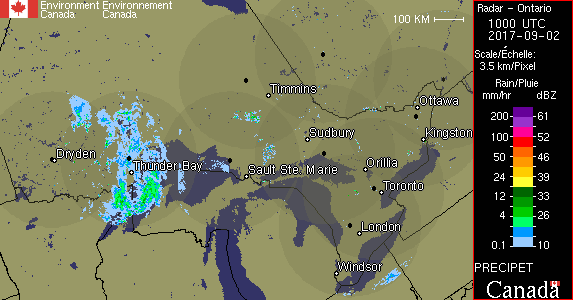 Environment Environnement
Canada Canada
100 KM
Timmins
Ottawa
Sudbury
Kingston
Dryden
Thunder Bay
Sault Ste. Marie
Orillia
Toronto
London
Windsor
Radar - Ontario
1000 UTC
2017-09-02
Scale/Échelle:
3.5 km/Pixel
Rain/Pluie
mm/hr dBZ
200 61
100 52
50 46
24 39
12 33
4 26
0.1 10
PRECIPET
Canada